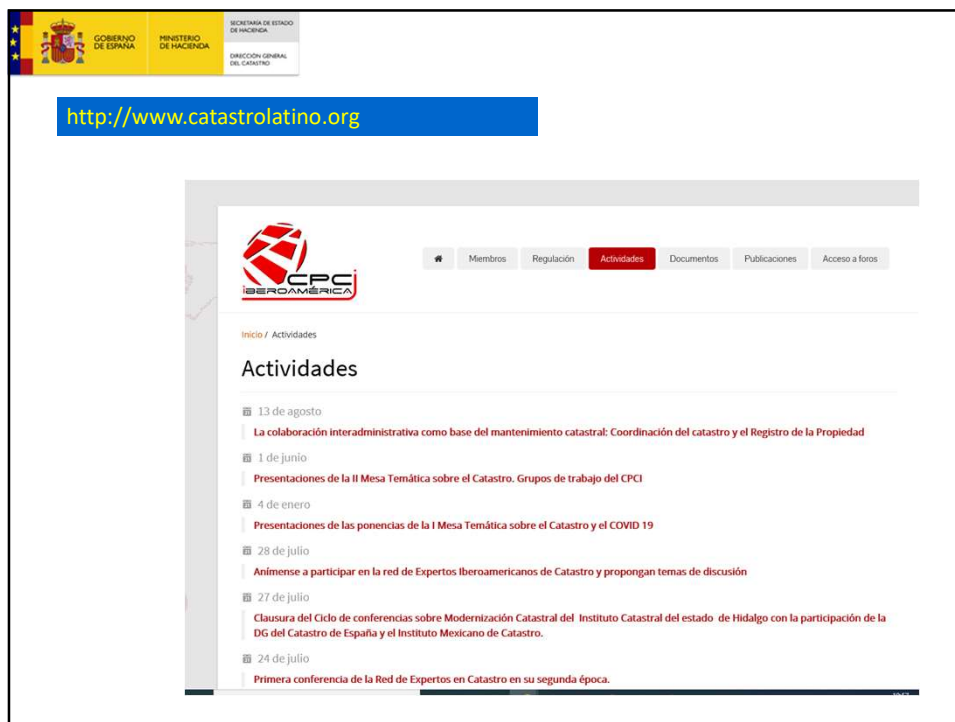 GOBIERNO
DE ESPAÑA
MINISTERIO
DE HACIENDA
SECRETARÍA DE ESTADO
DE HACIENDA
DIRECCIÓN GENERAL
DEL CATASTRO
http://www.catastrolatino.org
CPCi
iBEROAMÉRICA
Miembros Regulación Actividades Documentos Publicaciones Acceso a foros
Inicio / Actividades
Actividades
13 de agosto
La colaboración interadministrativa como base del mantenimiento catastral: Coordinación del catastro y el Registro de la Propiedad
1 de junio
Presentaciones de la II Mesa Temática sobre el Catastro. Grupos de trabajo del CPCI
4 de enero
Presentaciones de las ponencias de la I Mesa Temática sobre el Catastro y el COVID 19
28 de julio
Anímense a participar en la red de Expertos Iberoamericanos de Catastro y propongan temas de discusión
27 de julio
Clausura del Ciclo de conferencias sobre Modernización Catastral del Instituto Catastral del estado de Hidalgo con la participación de la
DG del Catastro de España y el Instituto Mexicano de Catastro.
24 de julio
Primera conferencia de la Red de Expertos en Catastro en su segunda época.